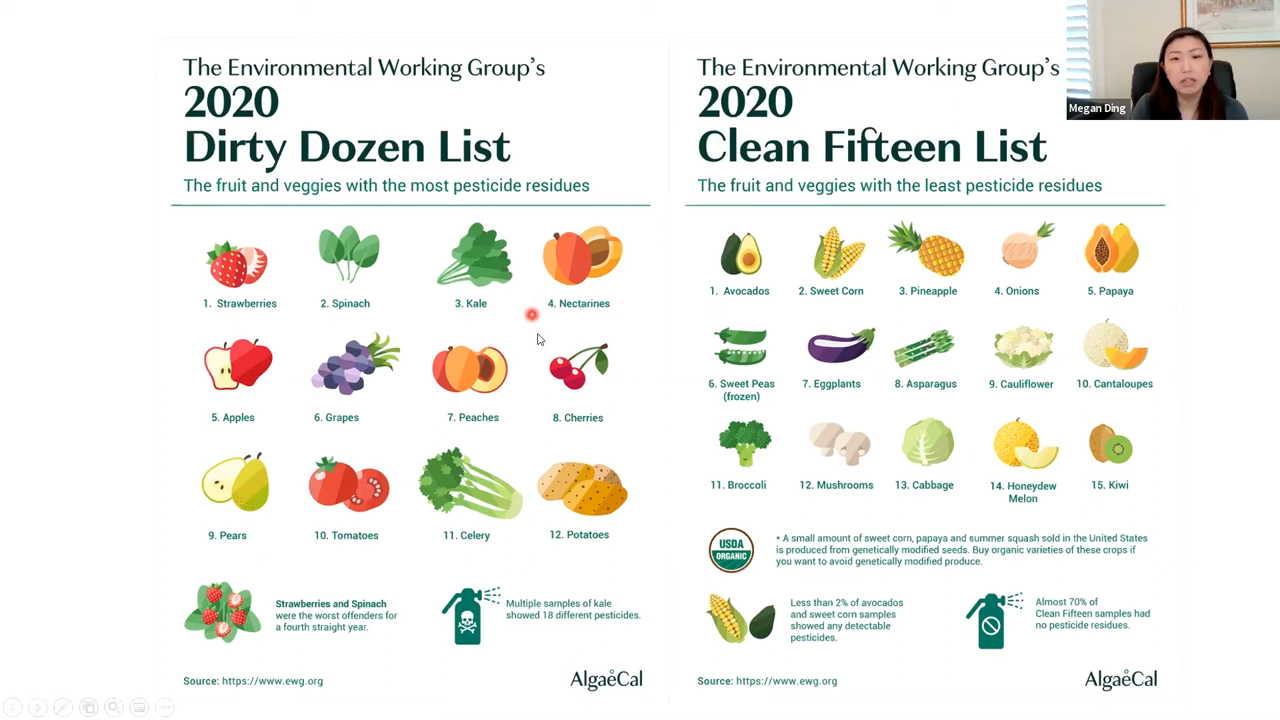 The Environmental Working Group's
2020
Dirty Dozen List
The fruit and veggies with the most pesticide residues
1. Strawberries
2. Spinach
3. Kale
4. Nectarines
5. Apples
6. Grapes
7. Peaches
8. Cherries
9. Pears
10. Tomatoes
11. Celery
12. Potatoes
Strawberries and Spinach
were the worst offenders for
a fourth straight year.
Multiple samples of kale
showed 18 different pesticides.
Source: https://www.ewg.org
AlgaeCal
The Environmental Working Group's
2020
Clean Fifteen List
The fruit and veggies with the least pesticide residues
1. Avocados
2. Sweet Corn
3. Pineapple
4. Onions
5. Papaya
6. Sweet Peas
(frozen)
7. Eggplants
8. Asparagus
9. Cauliflower
10. Cantaloupes
11. Broccoli
12. Mushrooms
13. Cabbage
14. Honeydew
Melon
15. Kiwi
USDA
ORGANIC
* A small amount of sweet corn, papaya and summer squash sold in the United States
is produced from genetically modified seeds. Buy organic varieties of these crops if
you want to avoid genetically modified produce.
Less than 2% of avocados
and sweet corn samples
showed any detectable
pesticides.
Almost 70% of
Clean Fifteen samples had
no pesticide residues.
Source: https://www.ewg.org
AlgaeCal
Megan Ding